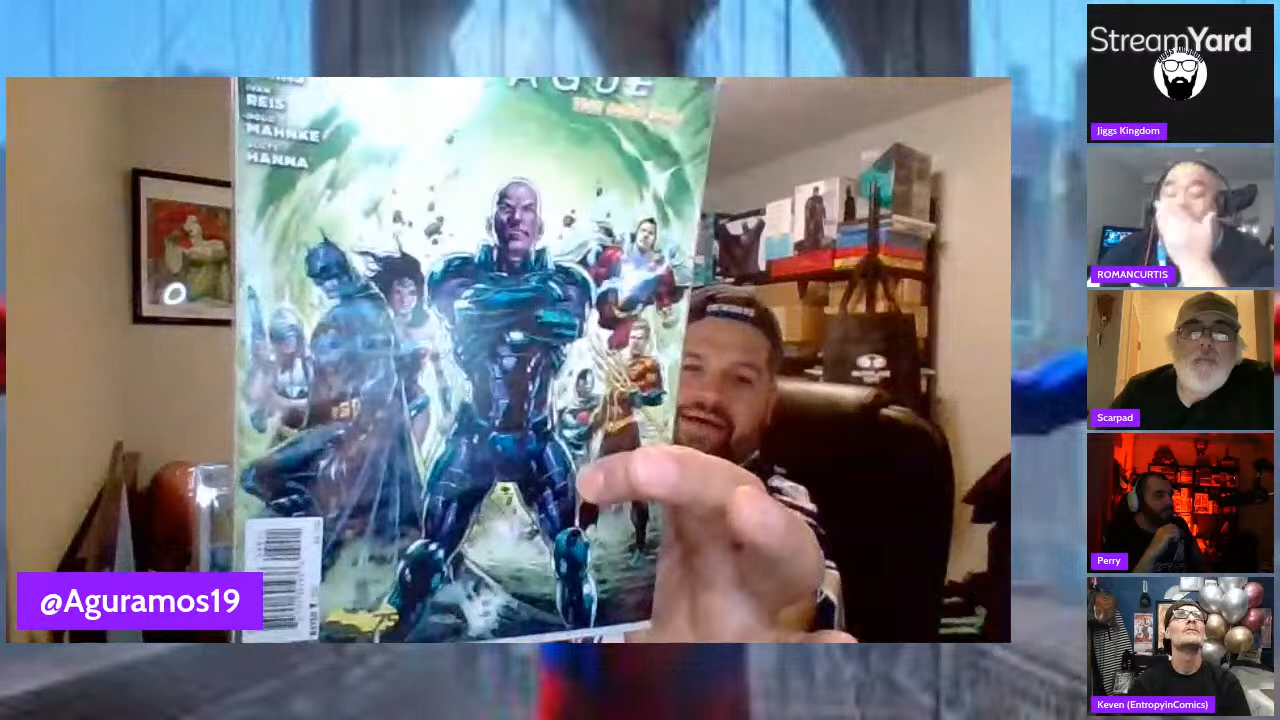 AGUE
REIS
MAHNKE
HANNA
@Aguramos19
StreamYard
Jiggs Kingdom
ROMANCURTIS
Scarpad
Perry
Keven (EntropyinComics)